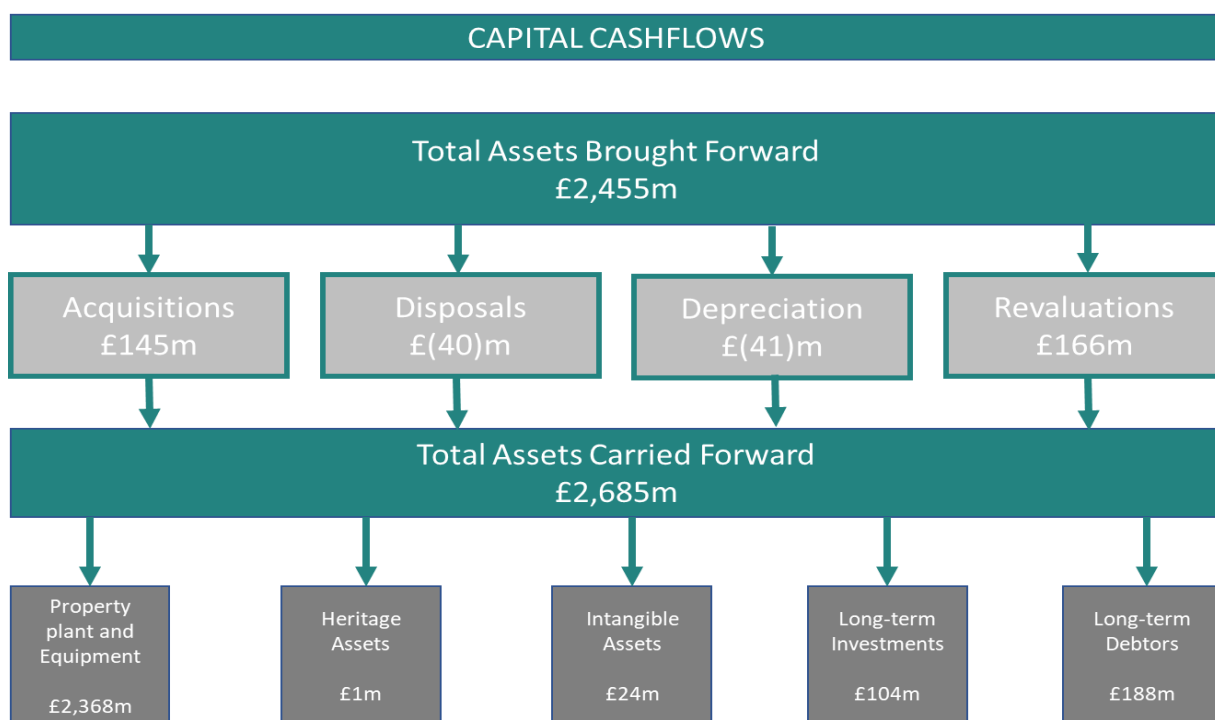 CAPITAL CASHFLOWS
Total Assets Brought Forward
£2,455m
Acquisitions
£145m
Disposals
£(40)m
Depreciation
£(41)m
Revaluations
£166m
Total Assets Carried Forward
£2,685m
Property
plant and
Equipment
£2,368m
Heritage
Assets
£1m
Intangible
Assets
£24m
Long-term
Investments
£104m
Long-term
Debtors
£188m